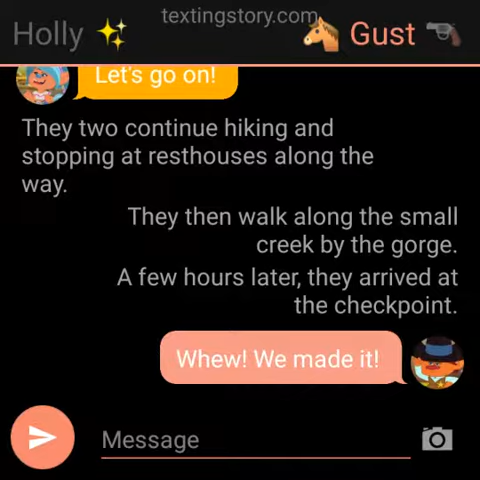 textingstory.com
Holly ✨
🐴 Gust 🔫
Let's go on!
They two continue hiking and
stopping at resthouses along the
way.
They then walk along the small
creek by the gorge.
A few hours later, they arrived at
the checkpoint.
Whew! We made it!
Message